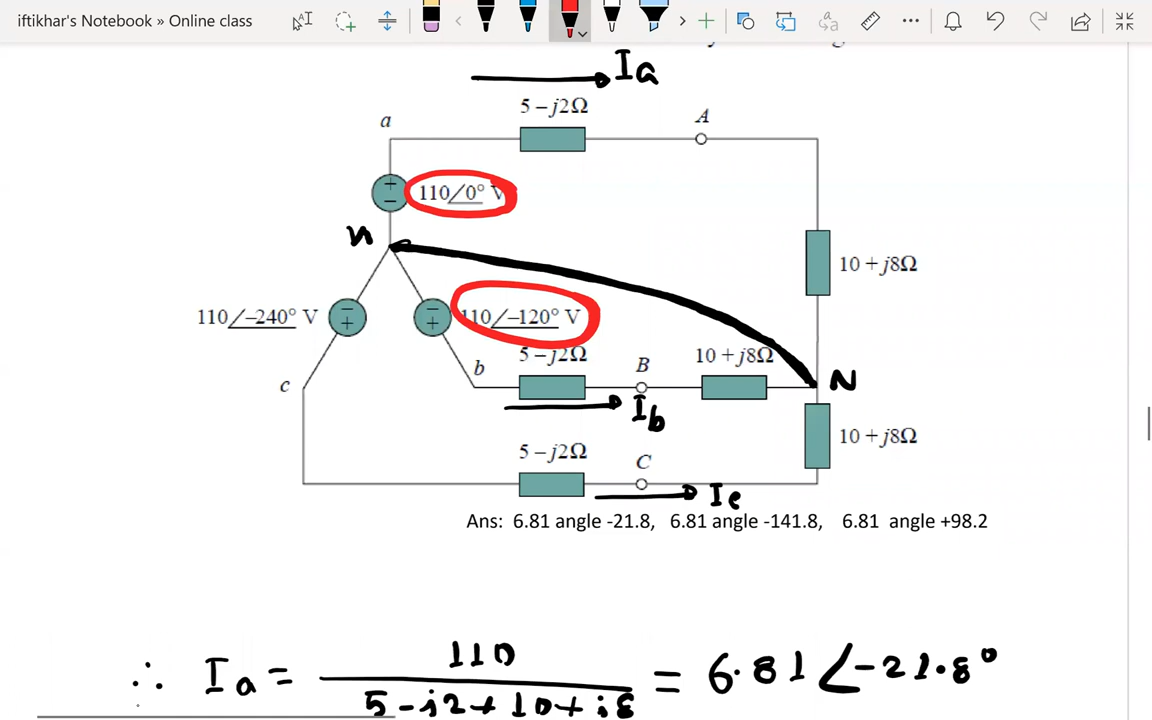 iftikhar's Notebook » Online class
Ia
5 – j2Ω
A
a
110∠0° V
n
10 + j8Ω
110∠–240° V
110∠–120° V
5 – j2Ω
10 + j8Ω
b
B
N
c
Ib
10 + j8Ω
5 – j2Ω
C
Ic
Ans: 6.81 angle -21.8, 6.81 angle -141.8, 6.81 angle +98.2
∴ Ia = 110 / 5-j2+10+j8 = 6.81∠-21.8°